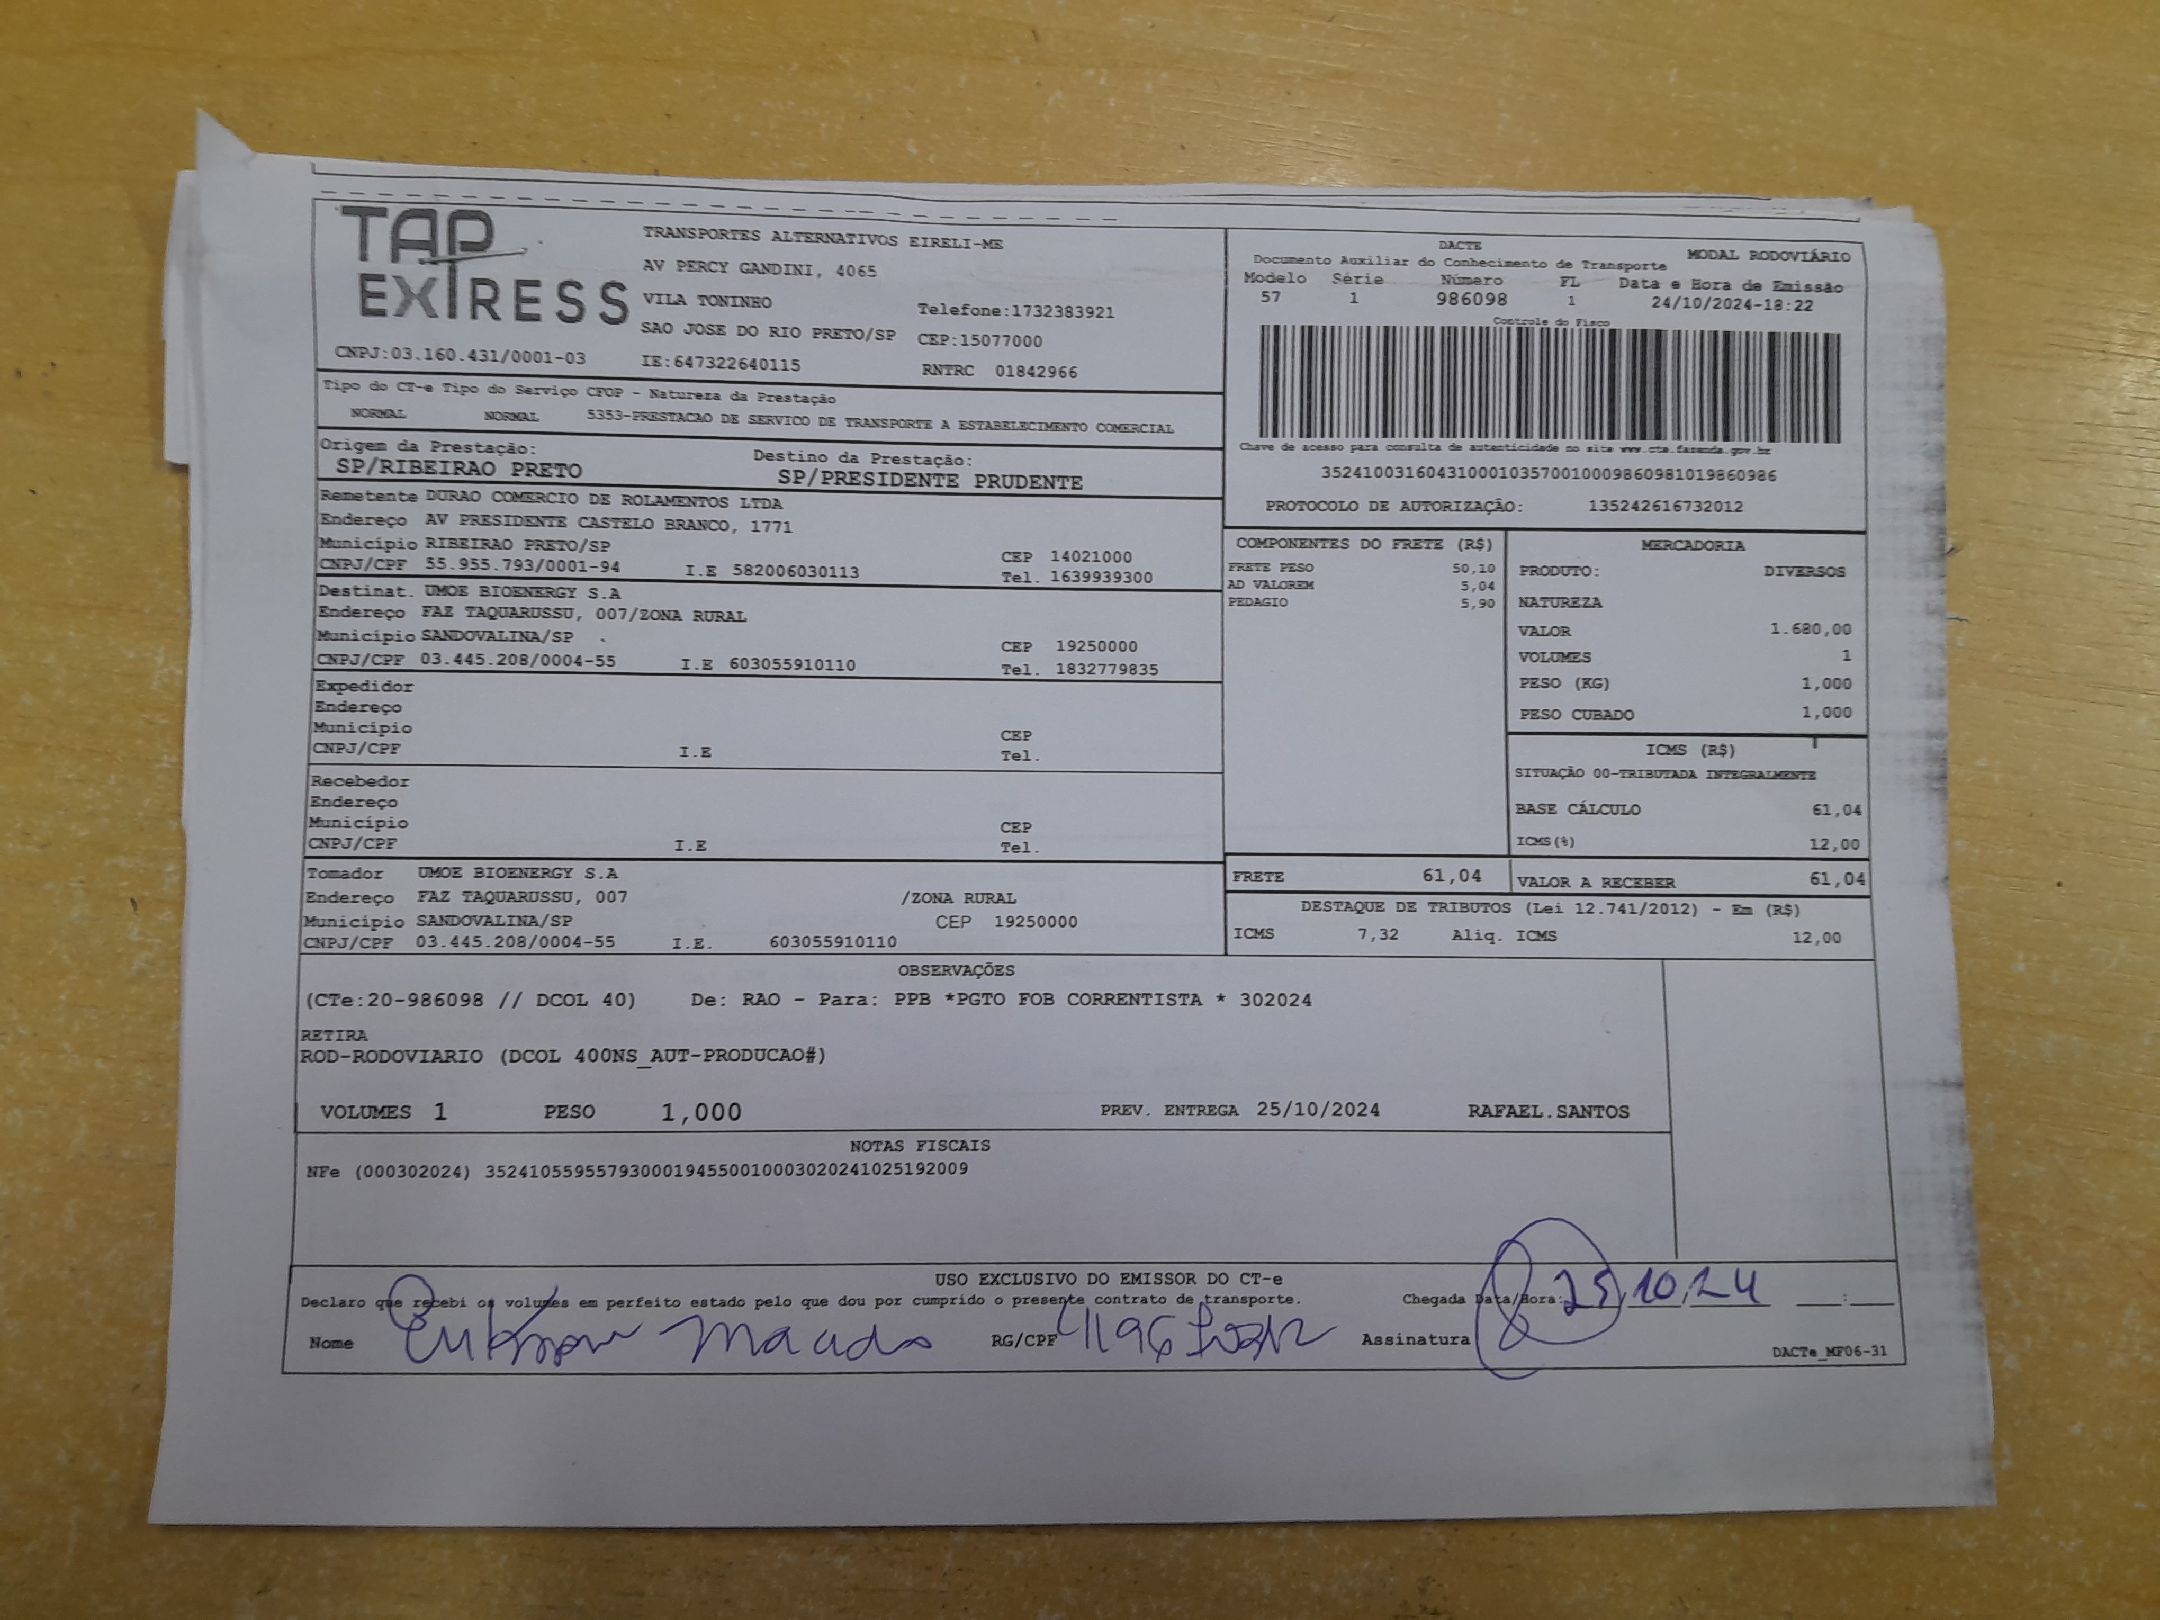 TAP
EXTRESS
TRANSPORTES ALTERNATIVOS EIRELI-ME
AV PERCY GANDINI, 4065
VILA TONINHO
Telefone:1732383921
SAO JOSE DO RIO PRETO/SP CEP:15077000
CNPJ:03.160.431/0001-03 IE:647322640115 RNTRC 01842966
DACTE MODAL RODOVIÁRIO
Documento Auxiliar do Conhecimento de Transporte
Modelo Série Número FL Data e Hora de Emissão
57 1 986098 1 24/10/2024-18:22
Controle do Fisco
Chave de acesso para consulta de autenticidade no site www.cte.fazenda.gov.br
35241003160431000103570010009860981019860986
PROTOCOLO DE AUTORIZAÇÃO: 135242616732012
Tipo do CT-e Tipo do Serviço CFOP - Natureza da Prestação
NORMAL NORMAL 5353-PRESTACAO DE SERVICO DE TRANSPORTE A ESTABELECIMENTO COMERCIAL
Origem da Prestação: Destino da Prestação:
SP/RIBEIRAO PRETO SP/PRESIDENTE PRUDENTE
Remetente DURAO COMERCIO DE ROLAMENTOS LTDA
Endereço AV PRESIDENTE CASTELO BRANCO, 1771
Município RIBEIRAO PRETO/SP CEP 14021000
CNPJ/CPF 55.955.793/0001-94 I.E 582006030113 Tel. 1639939300
Destinat. UMOE BIOENERGY S.A
Endereço FAZ TAQUARUSSU, 007/ZONA RURAL
Município SANDOVALINA/SP CEP 19250000
CNPJ/CPF 03.445.208/0004-55 I.E 603055910110 Tel. 1832779835
Expedidor
Endereço
Município CEP
CNPJ/CPF I.E Tel.
Recebedor
Endereço
Município CEP
CNPJ/CPF I.E Tel.
Tomador UMOE BIOENERGY S.A
Endereço FAZ TAQUARUSSU, 007 /ZONA RURAL
Município SANDOVALINA/SP CEP 19250000
CNPJ/CPF 03.445.208/0004-55 I.E. 603055910110
COMPONENTES DO FRETE (R$)
FRETE PESO 50,10
AD VALOREM 5,04
PEDAGIO 5,90
MERCADORIA
PRODUTO: DIVERSOS
NATUREZA
VALOR 1.680,00
VOLUMES 1
PESO (KG) 1,000
PESO CUBADO 1,000
ICMS (R$)
SITUAÇÃO 00-TRIBUTADA INTEGRALMENTE
BASE CÁLCULO 61,04
ICMS(%) 12,00
FRETE 61,04 VALOR A RECEBER 61,04
DESTAQUE DE TRIBUTOS (Lei 12.741/2012) - Em (R$)
ICMS 7,32 Aliq. ICMS 12,00
OBSERVAÇÕES
(CTe:20-986098 // DCOL 40) De: RAO - Para: PPB *PGTO FOB CORRENTISTA * 302024
RETIRA
ROD-RODOVIARIO (DCOL 400NS_AUT-PRODUCAO#)
VOLUMES 1 PESO 1,000 PREV. ENTREGA 25/10/2024 RAFAEL.SANTOS
NOTAS FISCAIS
NFe (000302024) 35241055955793000194550010003020241025192009
USO EXCLUSIVO DO EMISSOR DO CT-e
Declaro que recebi os volumes em perfeito estado pelo que dou por cumprido o presente contrato de transporte. Chegada Data/Hora: 25/10/24 __:__
Nome RG/CPF Assinatura
DACTe_MF06-31